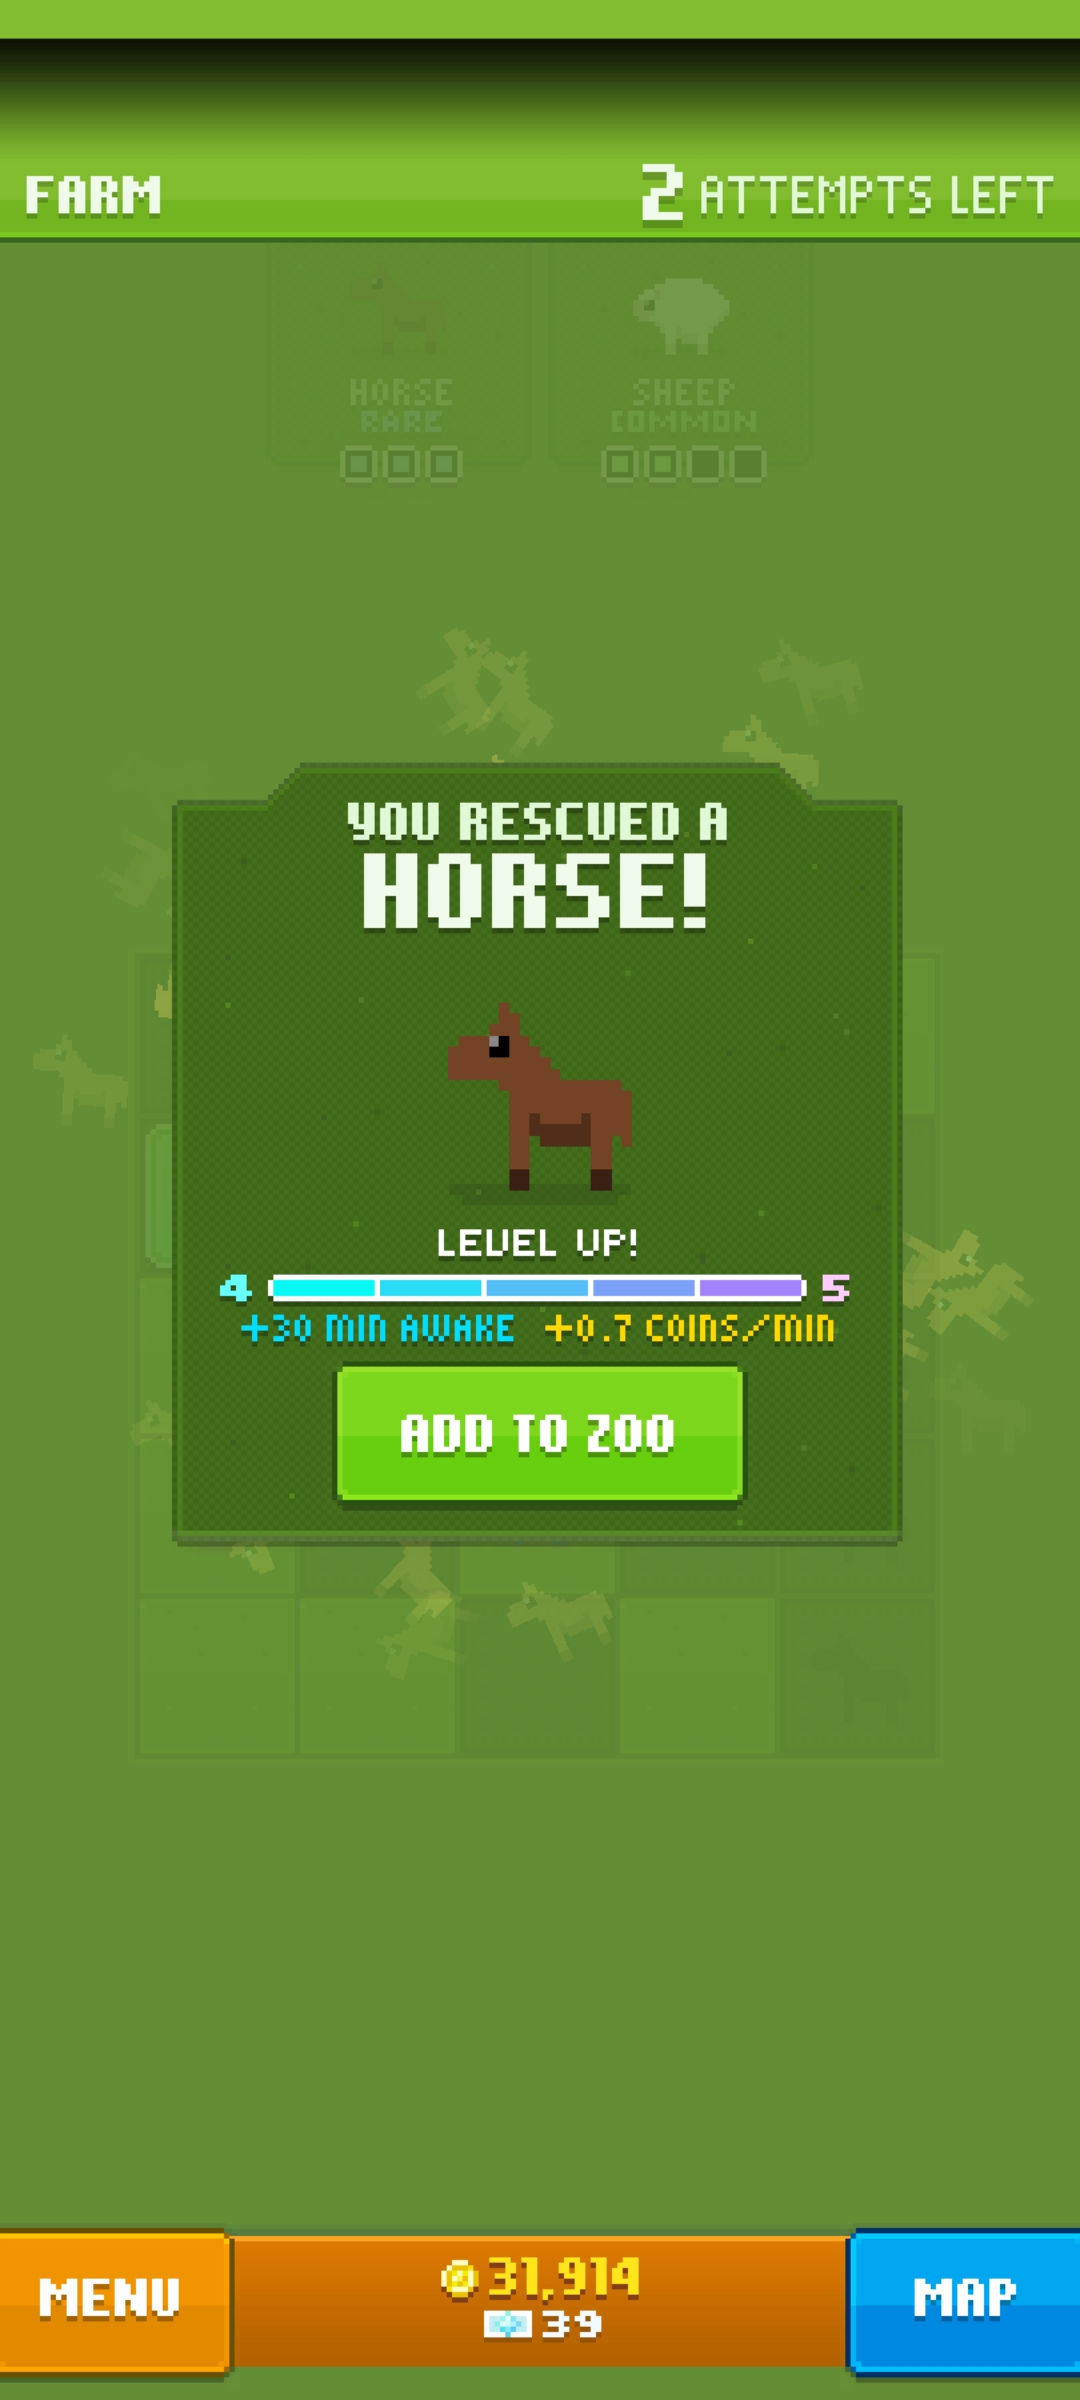 FARM
2 ATTEMPTS LEFT
HORSE
RARE
SHEEP
COMMON
YOU RESCUED A
HORSE!
LEVEL UP!
4 5
+30 MIN AWAKE +0.7 COINS/MIN
ADD TO ZOO
MENU
31,914
39
MAP